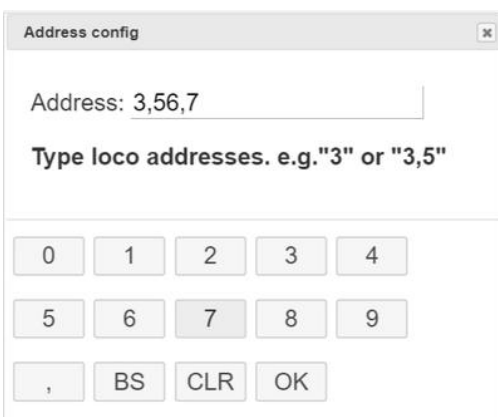 Address config
Address: 3,56,7
Type loco addresses. e.g."3" or "3,5"
0 1 2 3 4
5 6 7 8 9
, BS CLR OK